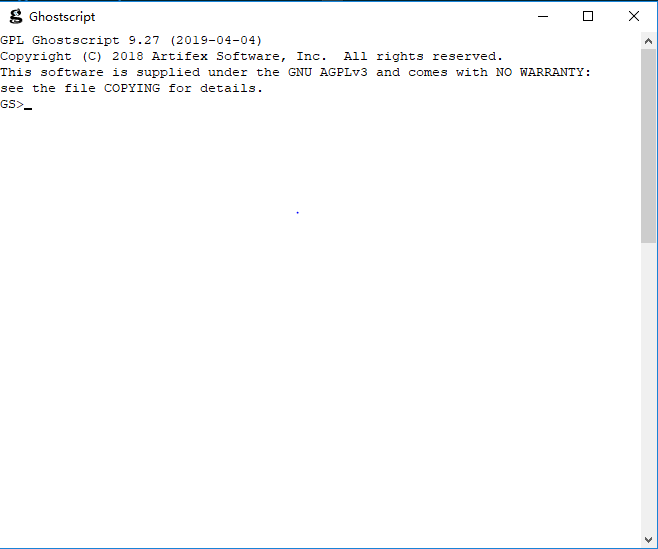 Ghostscript
GPL Ghostscript 9.27 (2019-04-04)
Copyright (C) 2018 Artifex Software, Inc.  All rights reserved.
This software is supplied under the GNU AGPLv3 and comes with NO WARRANTY:
see the file COPYING for details.
GS>_